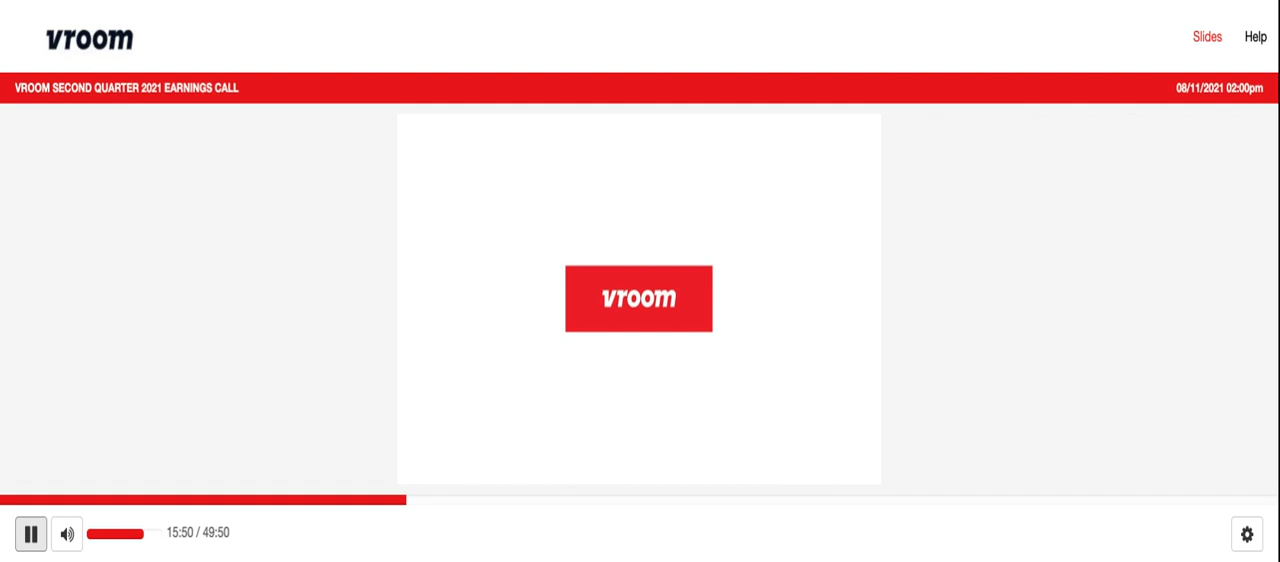 vroom
Slides Help
VROOM SECOND QUARTER 2021 EARNINGS CALL
08/11/2021 02:00pm
vroom
15:50 / 49:50